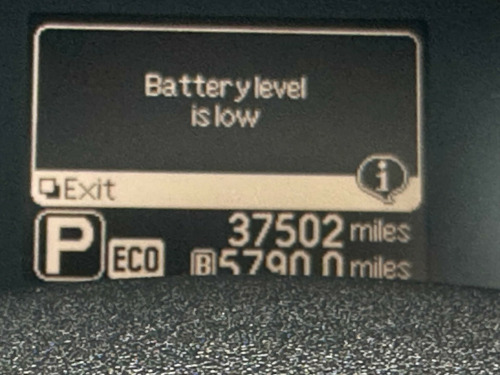 Battery level
is low
Exit
i
P ECO 37502 miles
B 5790.0 miles